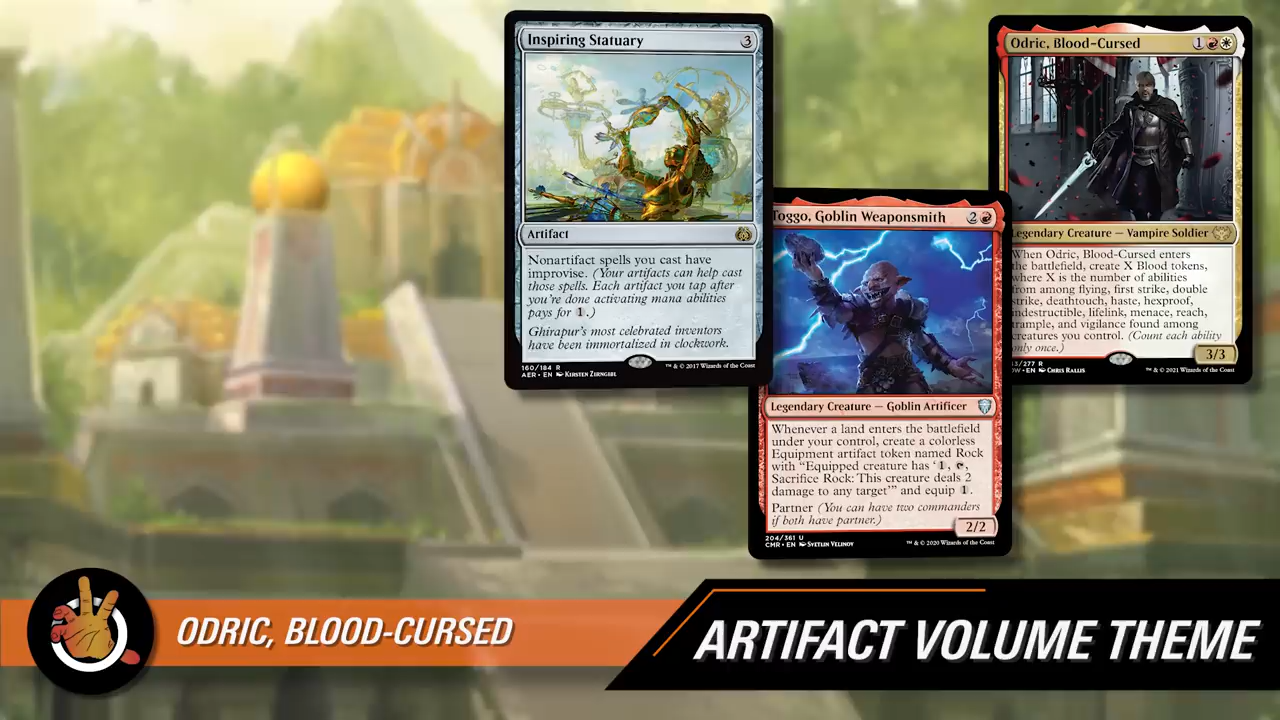 Inspiring Statuary 3
Artifact
Nonartifact spells you cast have
improvise. (Your artifacts can help cast
those spells. Each artifact you tap after
you're done activating mana abilities
pays for 1.)
Ghirapur's most celebrated inventors
have been immortalized in clockwork.
160/184 R
AER • EN KIRSTEN ZIRNGIBL
™ & © 2017 Wizards of the Coast
Toggo, Goblin Weaponsmith 2
Legendary Creature — Goblin Artificer
Whenever a land enters the battlefield
under your control, create a colorless
Equipment artifact token named Rock
with "Equipped creature has '1, 
Sacrifice Rock: This creature deals 2
damage to any target'" and equip 1.
Partner (You can have two commanders
if both have partner.)
2/2
204/361 U
CMR • EN SVETLIN VELINOV
™ & © 2020 Wizards of the Coast
Odric, Blood-Cursed 1
Legendary Creature — Vampire Soldier
When Odric, Blood-Cursed enters
the battlefield, create X Blood tokens,
where X is the number of abilities
from among flying, first strike, double
strike, deathtouch, haste, hexproof,
indestructible, lifelink, menace, reach,
trample, and vigilance found among
creatures you control. (Count each ability
only once.)
3/3
/277 R
EN CHRIS RALLIS
™ & © 2021 Wizards of the Coast
ODRIC, BLOOD-CURSED
ARTIFACT VOLUME THEME